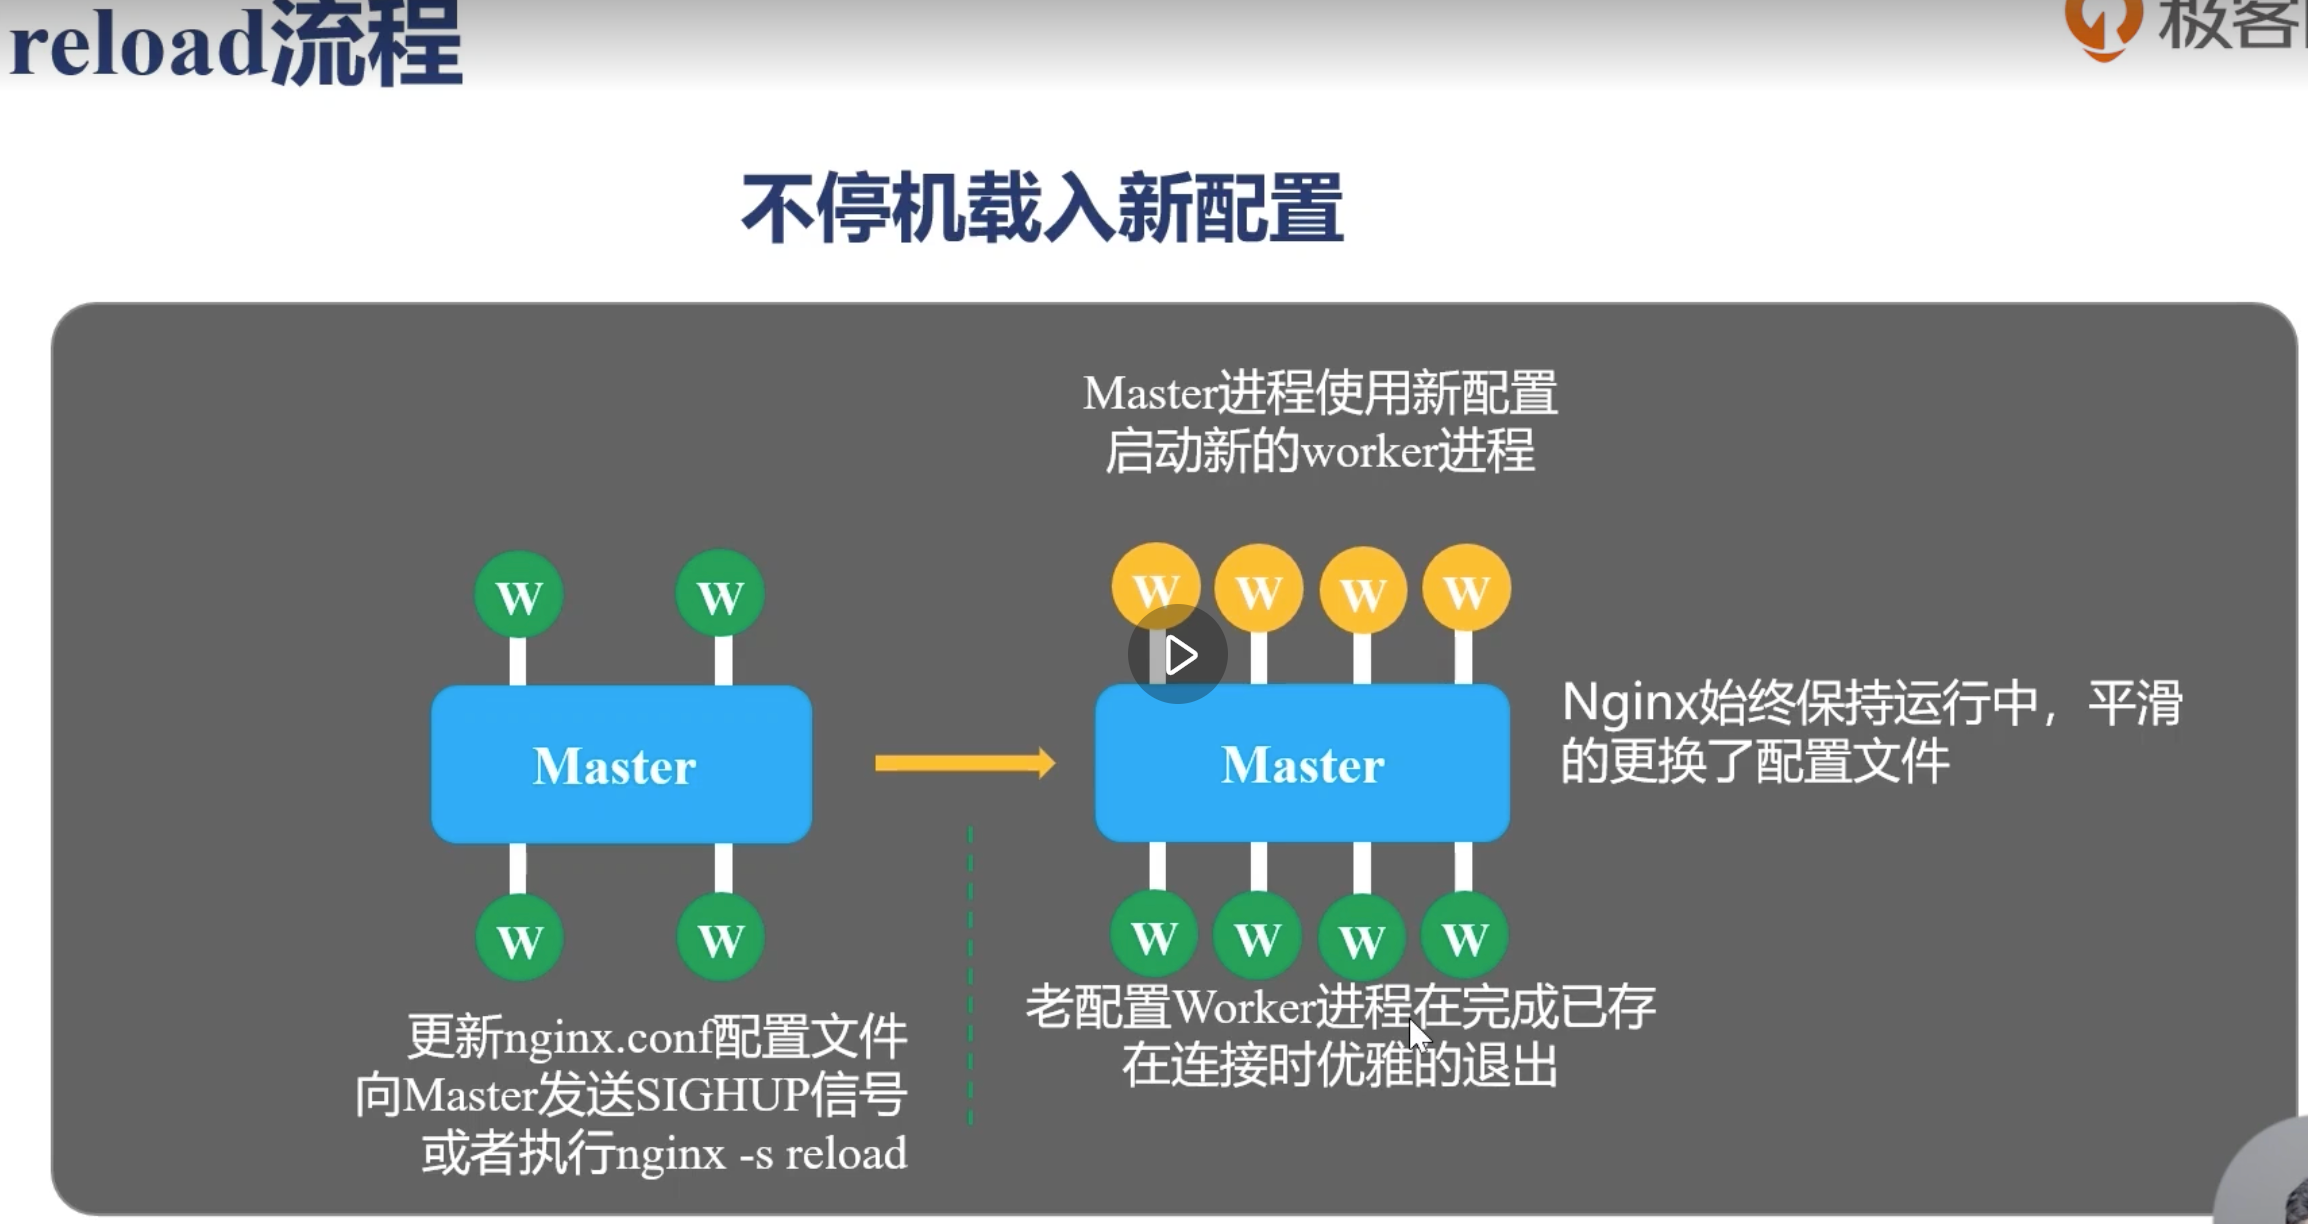 reload流程
极客
不停机载入新配置
Master进程使用新配置
启动新的worker进程
W W
W W W W
Master
Master
Nginx始终保持运行中，平滑
的更换了配置文件
W W
W W W W
更新nginx.conf配置文件
向Master发送SIGHUP信号
或者执行nginx -s reload
老配置Worker进程在完成已存
在连接时优雅的退出